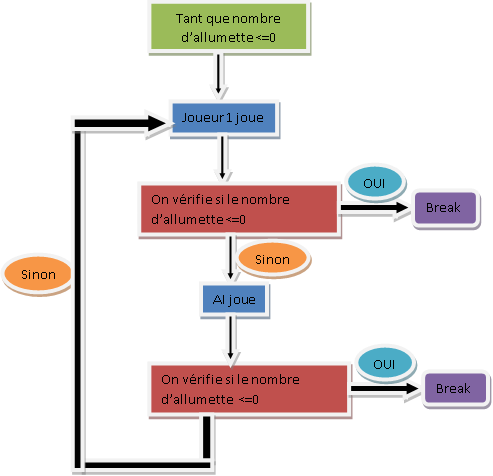 Tant que nombre
d'allumette <=0
Joueur1 joue
On vérifie si le nombre
d'allumette <=0
OUI
Break
Sinon
Sinon
AI joue
On vérifie si le nombre
d'allumette <=0
OUI
Break